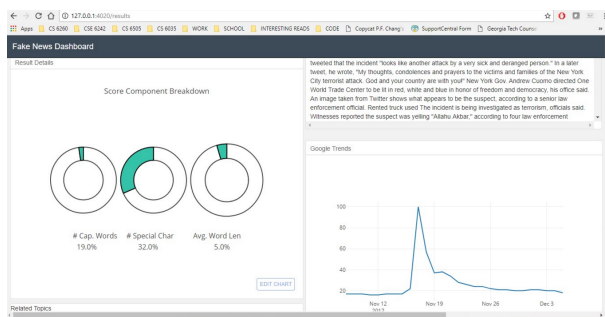 127.0.0.1:4020/results
Apps CSE 6260 CSE 6242 CS 6505 CS 6035 WORK SCHOOL INTERESTING READS CODE Copycat P.F. Chang's SupportCentral Form Georgia Tech Counse
Fake News Dashboard
Result Details
Score Component Breakdown
# Cap. Words # Special Char Avg. Word Len
19.0% 32.0% 5.0%
EDIT CHART
Related Topics
tweeted that the incident "looks like another attack by a very sick and deranged person." In a later
tweet, he wrote, "My thoughts, condolences and prayers to the victims and families of the New York
City terrorist attack. God and your country are with you!" New York Gov. Andrew Cuomo directed One
World Trade Center to be lit in red, white and blue in honor of freedom and democracy, his office said.
An image taken from Twitter shows what appears to be the suspect, according to a senior law
enforcement official. Rented truck used The incident is being investigated as terrorism, officials said.
Witnesses reported the suspect was yelling "Allahu Akbar," according to four law enforcement
Google Trends
100
80
60
40
20
Nov 12 Nov 19 Nov 26 Dec 3
2017